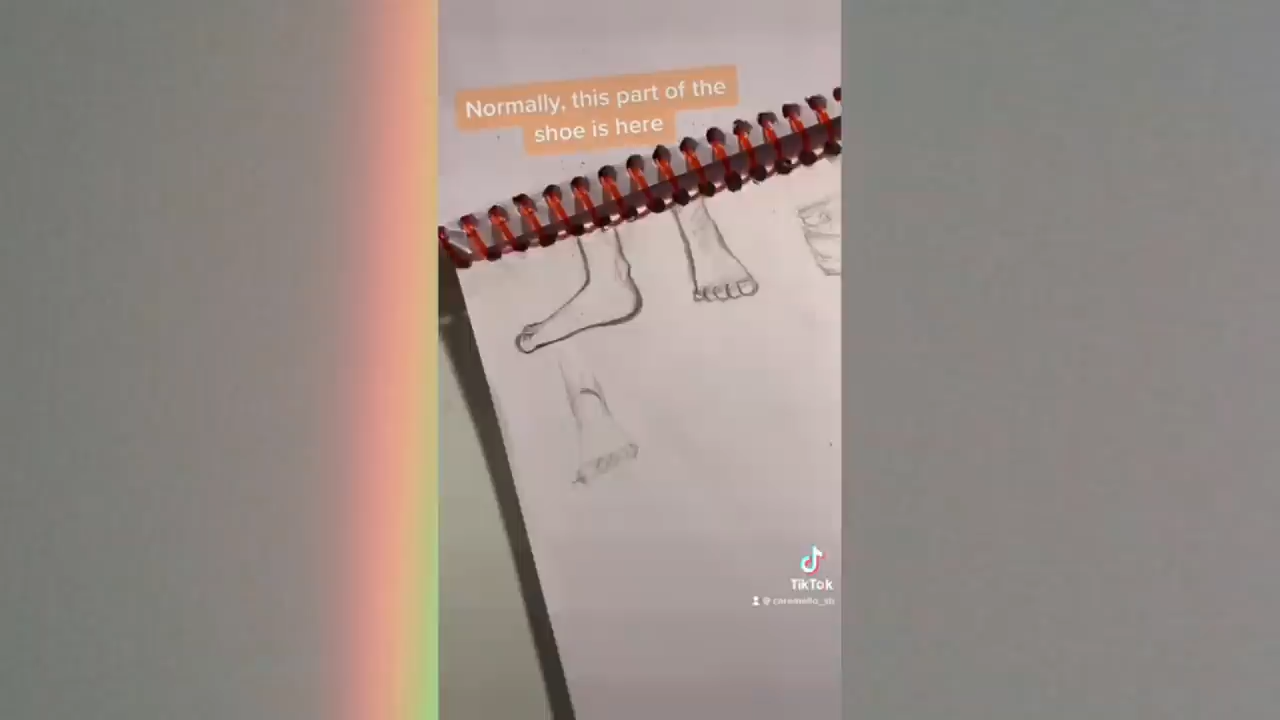 Normally, this part of the
shoe is here
TikTok